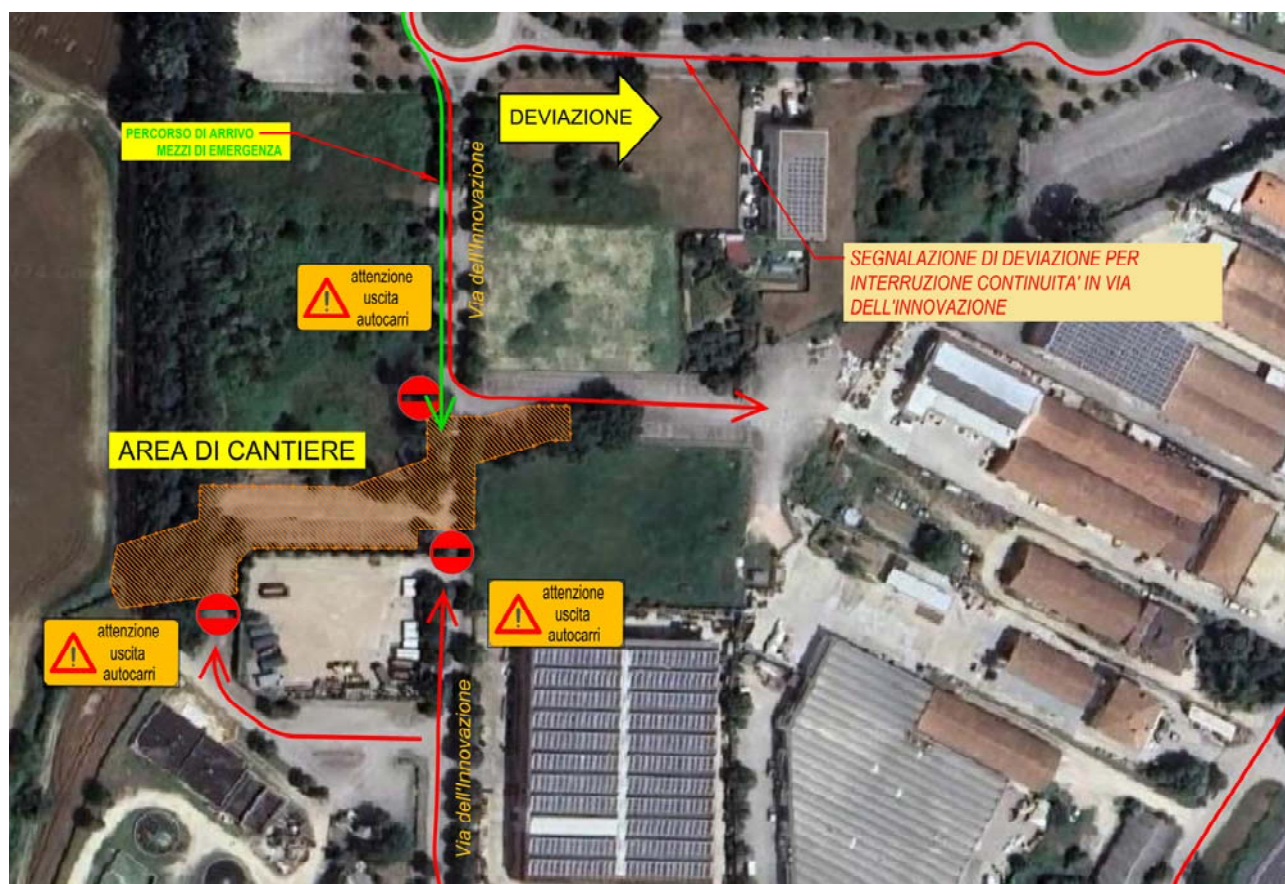 DEVIAZIONE
PERCORSO DI ARRIVO
MEZZI DI EMERGENZA
Via dell'Innovazione
SEGNALAZIONE DI DEVIAZIONE PER
INTERRUZIONE CONTINUITA' IN VIA
DELL'INNOVAZIONE
attenzione
uscita
autocarri
AREA DI CANTIERE
attenzione
uscita
autocarri
attenzione
uscita
autocarri
Via dell'Innovazione